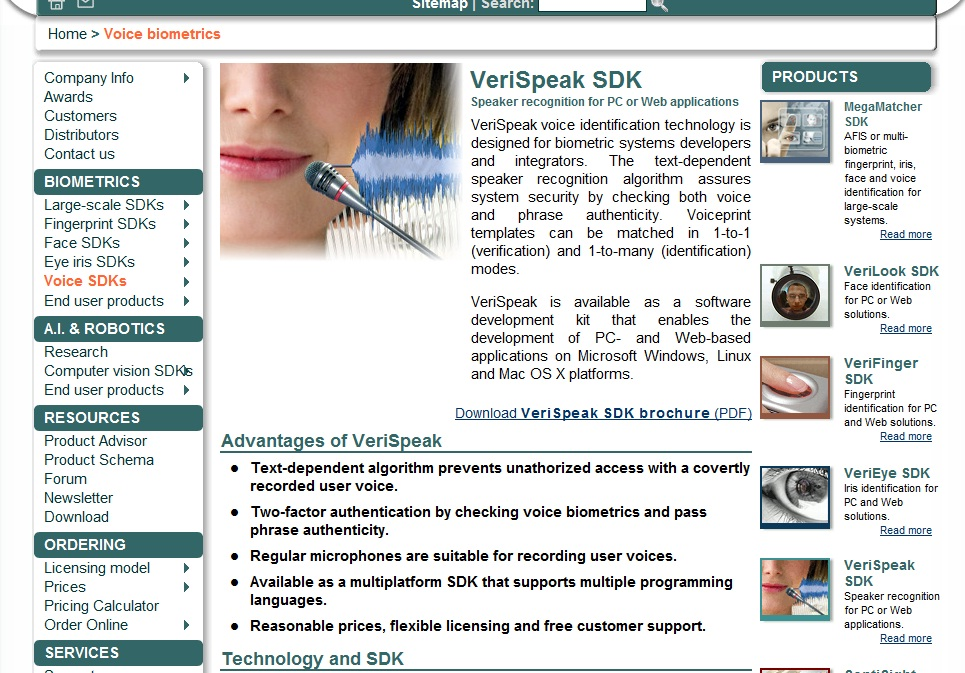 Sitemap | Search:
Home > Voice biometrics
Company Info
Awards
Customers
Distributors
Contact us
BIOMETRICS
Large-scale SDKs
Fingerprint SDKs
Face SDKs
Eye iris SDKs
Voice SDKs
End user products
A.I. & ROBOTICS
Research
Computer vision SDKs
End user products
RESOURCES
Product Advisor
Product Schema
Forum
Newsletter
Download
ORDERING
Licensing model
Prices
Pricing Calculator
Order Online
SERVICES
VeriSpeak SDK
Speaker recognition for PC or Web applications
VeriSpeak voice identification technology is
designed for biometric systems developers
and integrators. The text-dependent
speaker recognition algorithm assures
system security by checking both voice
and phrase authenticity. Voiceprint
templates can be matched in 1-to-1
(verification) and 1-to-many (identification)
modes.
VeriSpeak is available as a software
development kit that enables the
development of PC- and Web-based
applications on Microsoft Windows, Linux
and Mac OS X platforms.
Download VeriSpeak SDK brochure (PDF)
Advantages of VeriSpeak
● Text-dependent algorithm prevents unathorized access with a covertly
recorded user voice.
● Two-factor authentication by checking voice biometrics and pass
phrase authenticity.
● Regular microphones are suitable for recording user voices.
● Available as a multiplatform SDK that supports multiple programming
languages.
● Reasonable prices, flexible licensing and free customer support.
Technology and SDK
PRODUCTS
MegaMatcher
SDK
AFIS or multi-
biometric
fingerprint, iris,
face and voice
identification for
large-scale
systems.
Read more
VeriLook SDK
Face identification
for PC or Web
solutions.
Read more
VeriFinger
SDK
Fingerprint
identification for PC
and Web solutions.
Read more
VeriEye SDK
Iris identification for
PC and Web
solutions.
Read more
VeriSpeak
SDK
Speaker recognition
for PC or Web
applications.
Read more